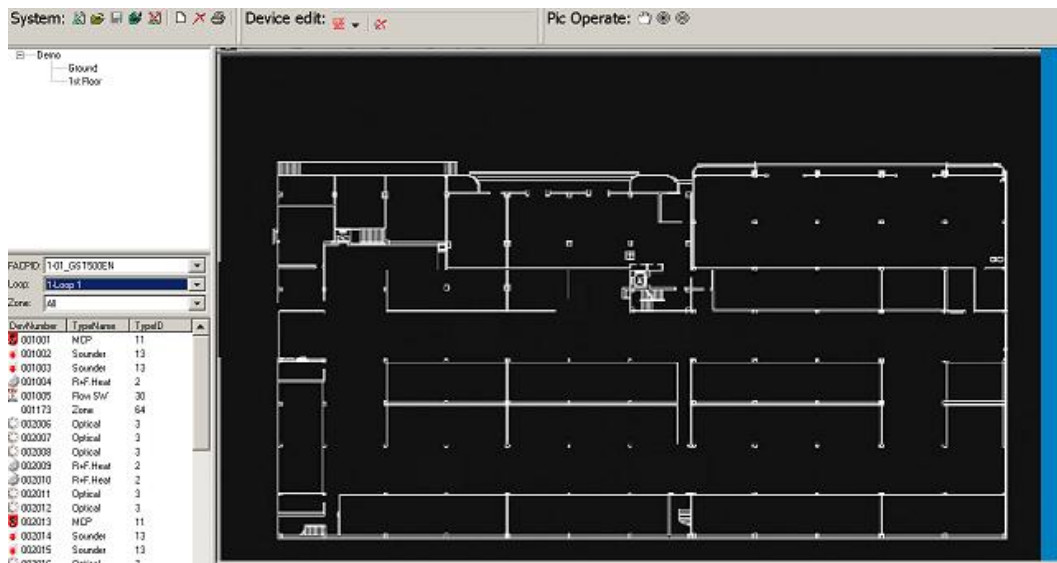 System: Device edit: Pic Operate:
Demo
Ground
1st Floor
FACPID: 1-01_GST500EN
Loop: 1-Loop 1
Zone: All
DevNumber TypeName TypeID
001001 MCP 11
001002 Sounder 13
001003 Sounder 13
001004 R+F.Heat 2
001005 Flow SW 30
001173 Zone 64
002006 Optical 3
002007 Optical 3
002008 Optical 3
002009 R+F.Heat 2
002010 R+F.Heat 2
002011 Optical 3
002012 Optical 3
002013 MCP 11
002014 Sounder 13
002015 Sounder 13